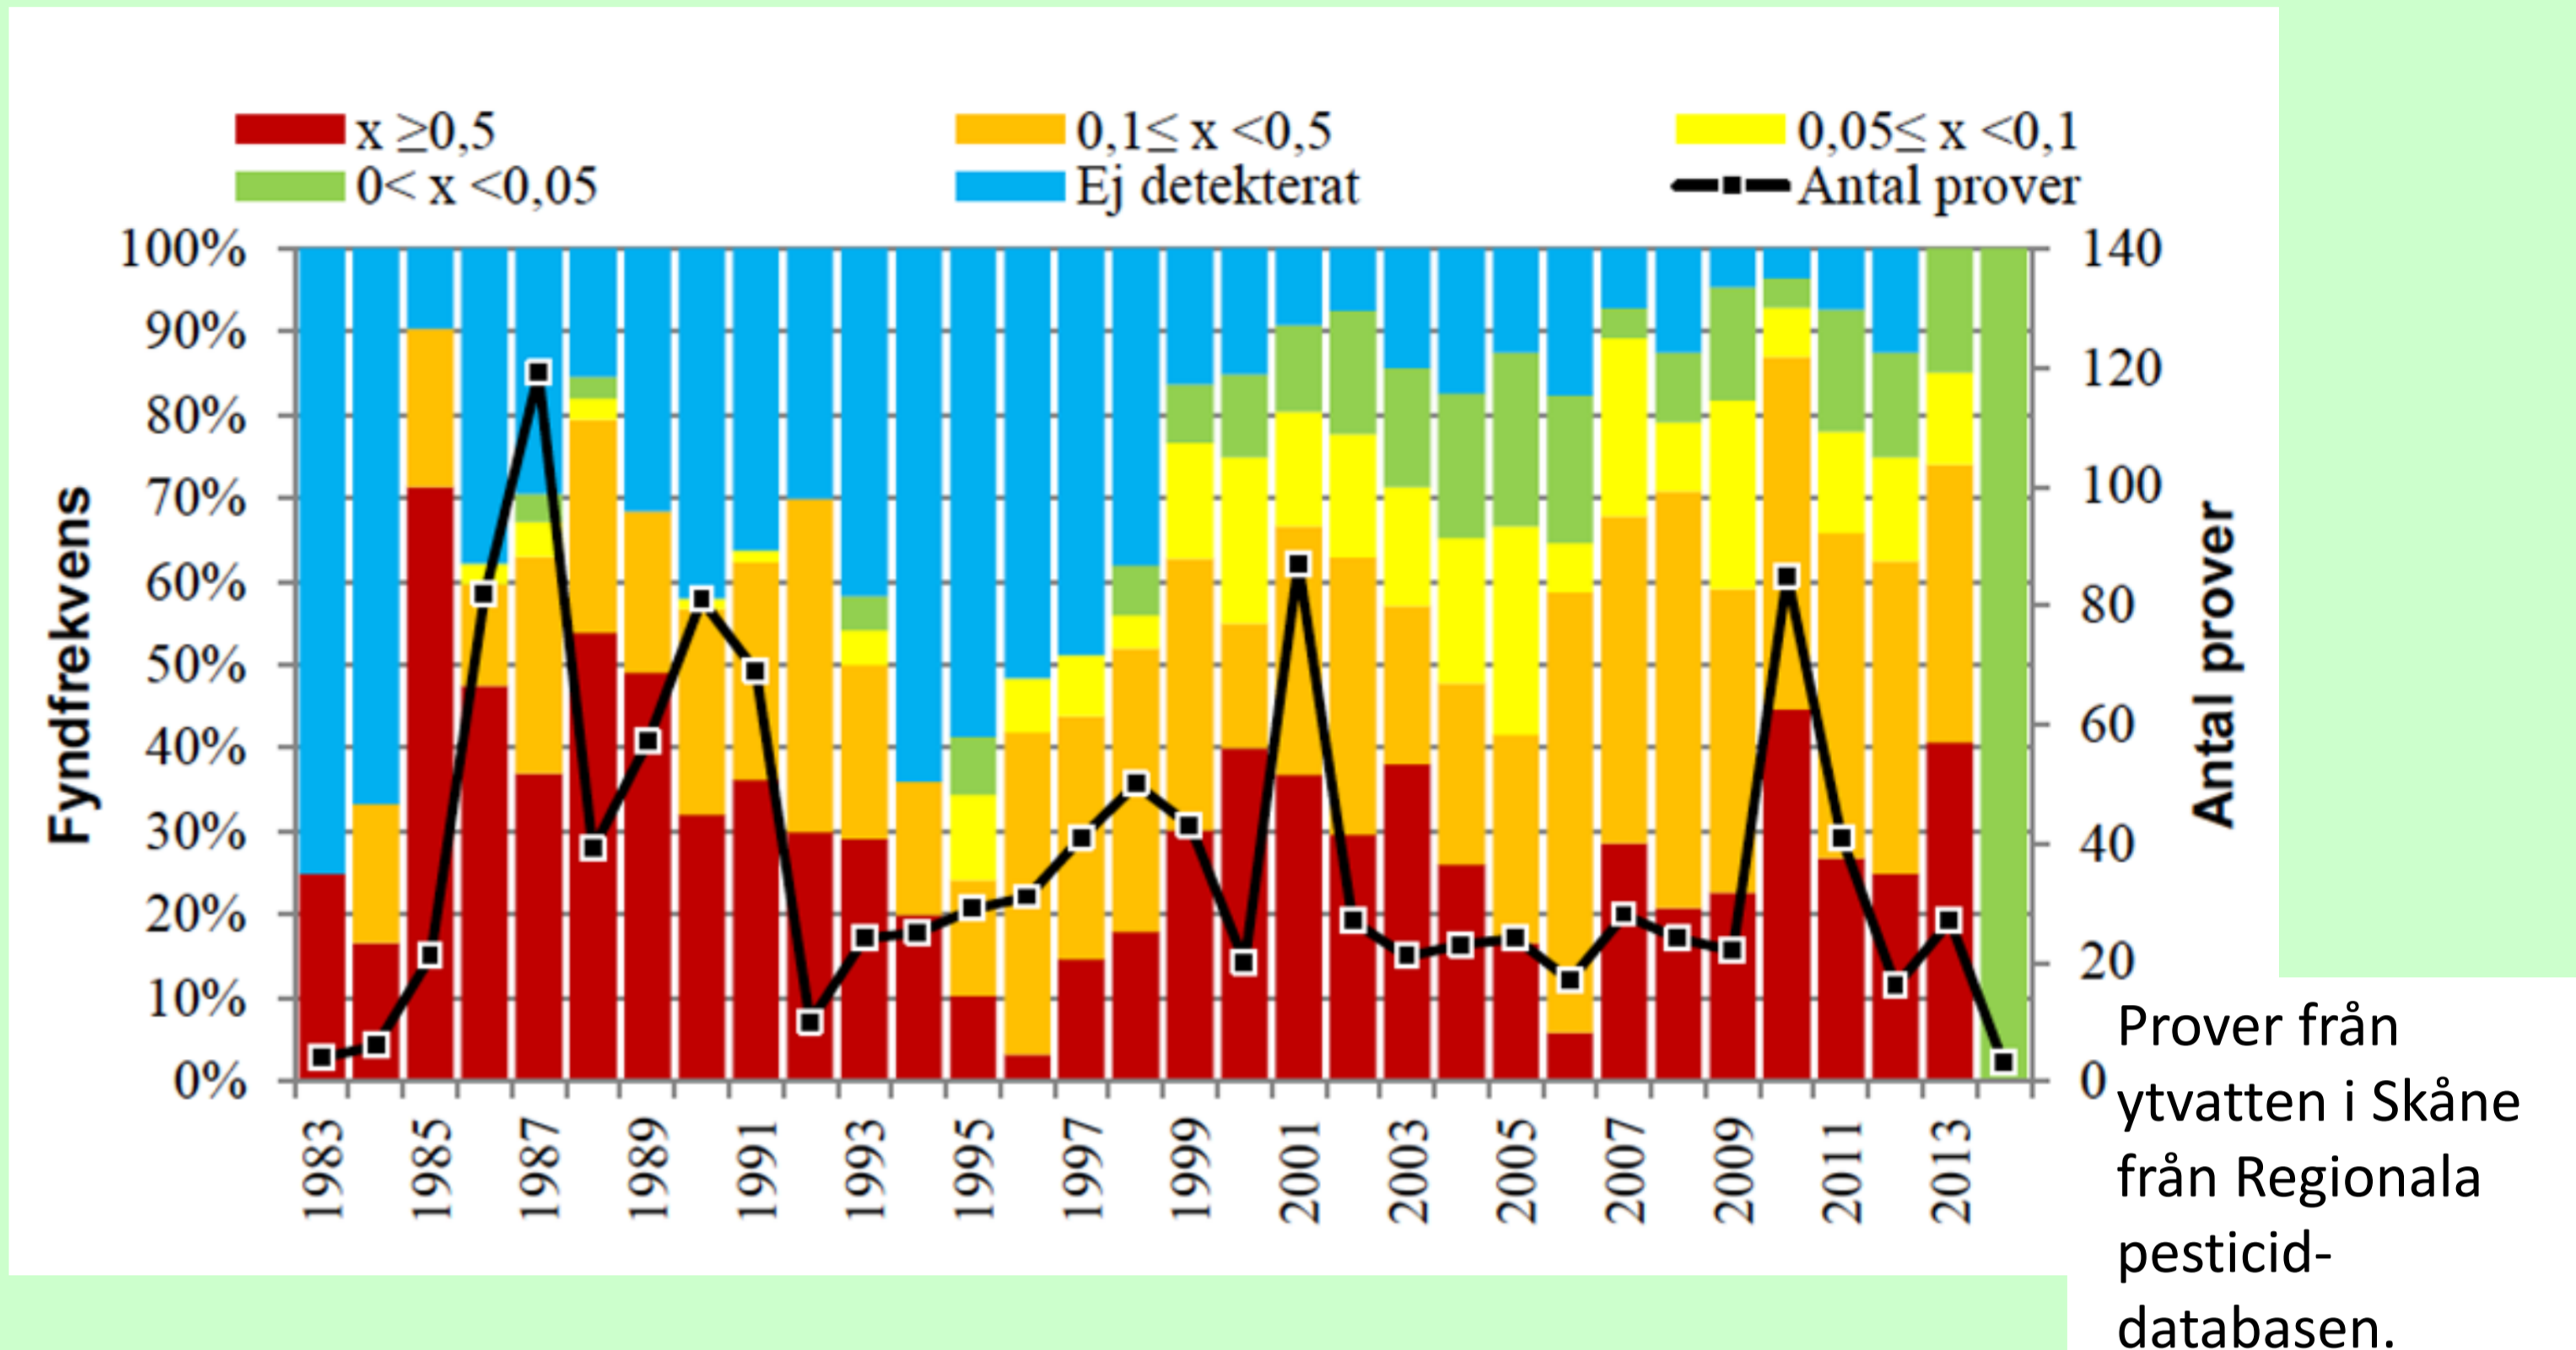 x ≥0,5
0,1≤ x <0,5
0,05≤ x <0,1
0< x <0,05
Ej detekterat
Antal prover
100%
90%
80%
70%
60%
50%
40%
30%
20%
10%
0%
Fyndfrekvens
140
120
100
80
60
40
20
0
Antal prover
1983
1985
1987
1989
1991
1993
1995
1997
1999
2001
2003
2005
2007
2009
2011
2013
Prover från
ytvatten i Skåne
från Regionala
pesticid-
databasen.